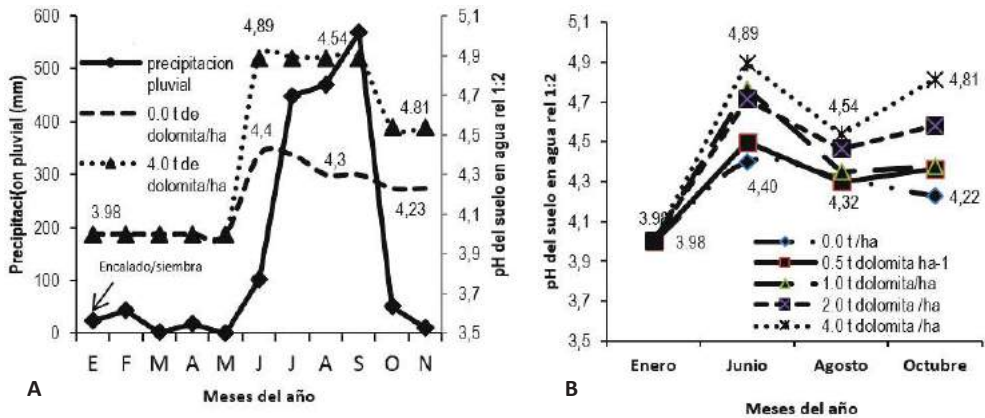 Precipitación pluvial (mm)
600
500
400
300
200
100
0
precipitacion
pluvial
0.0 t de
dolomita/ha
4.0 t de
dolomita/ha
4,89
4.54
4.81
4,4
4,3
4,23
3.98
Encalado/siembra
5,1
4,9
4,7
4,5
4,3
4,1
3,9
3,7
3,5
pH del suelo en agua rel 1:2
E F M A M J J A S O N
A
Meses del año
pH del suelo en agua rel 1:2
5,1
4,9
4,7
4,5
4,3
4,1
3,9
3,7
3,5
4,89
4,54
4,81
4,40
4,32
4,22
3.98
3.98
0.0 t /ha
0.5 t dolomita ha-1
1.0 t dolomita/ha
2.0 t dolomita /ha
4.0 t dolomita /ha
Enero Junio Agosto Octubre
B
Meses del año